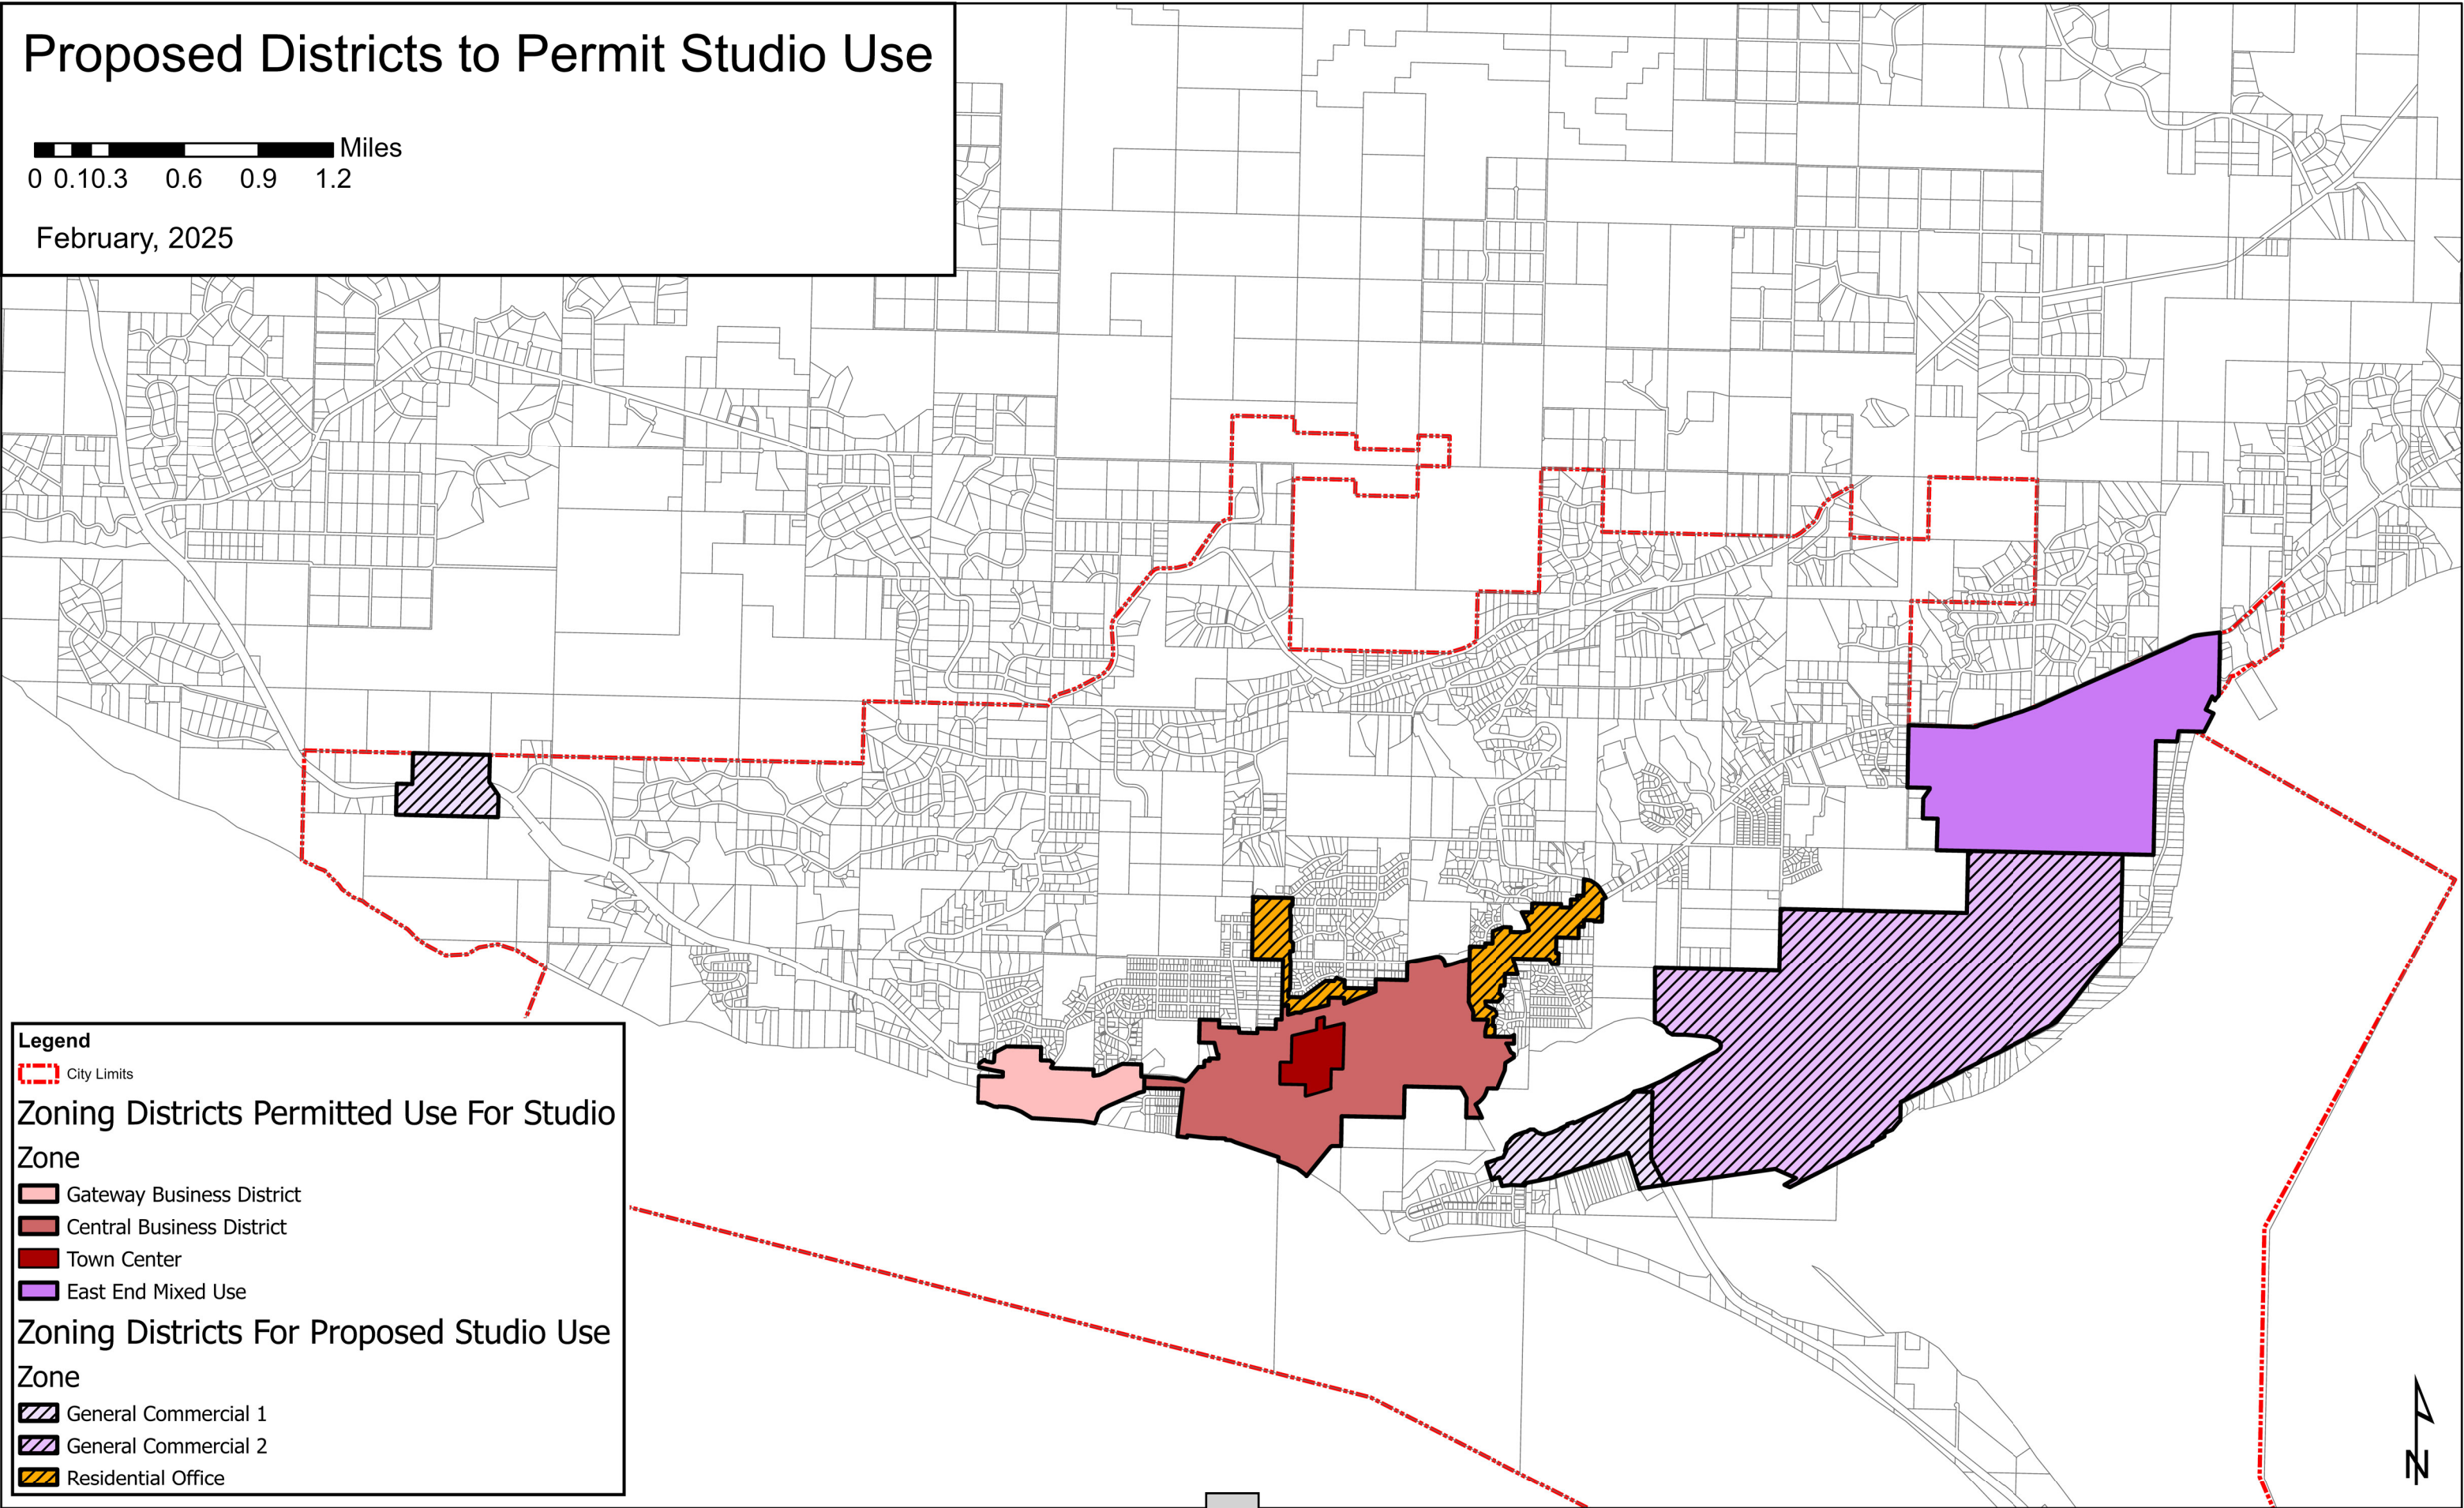 Proposed Districts to Permit Studio Use
Miles
0 0.10.3 0.6 0.9 1.2
February, 2025
Legend
City Limits
Zoning Districts Permitted Use For Studio
Zone
Gateway Business District
Central Business District
Town Center
East End Mixed Use
Zoning Districts For Proposed Studio Use
Zone
General Commercial 1
General Commercial 2
Residential Office
N